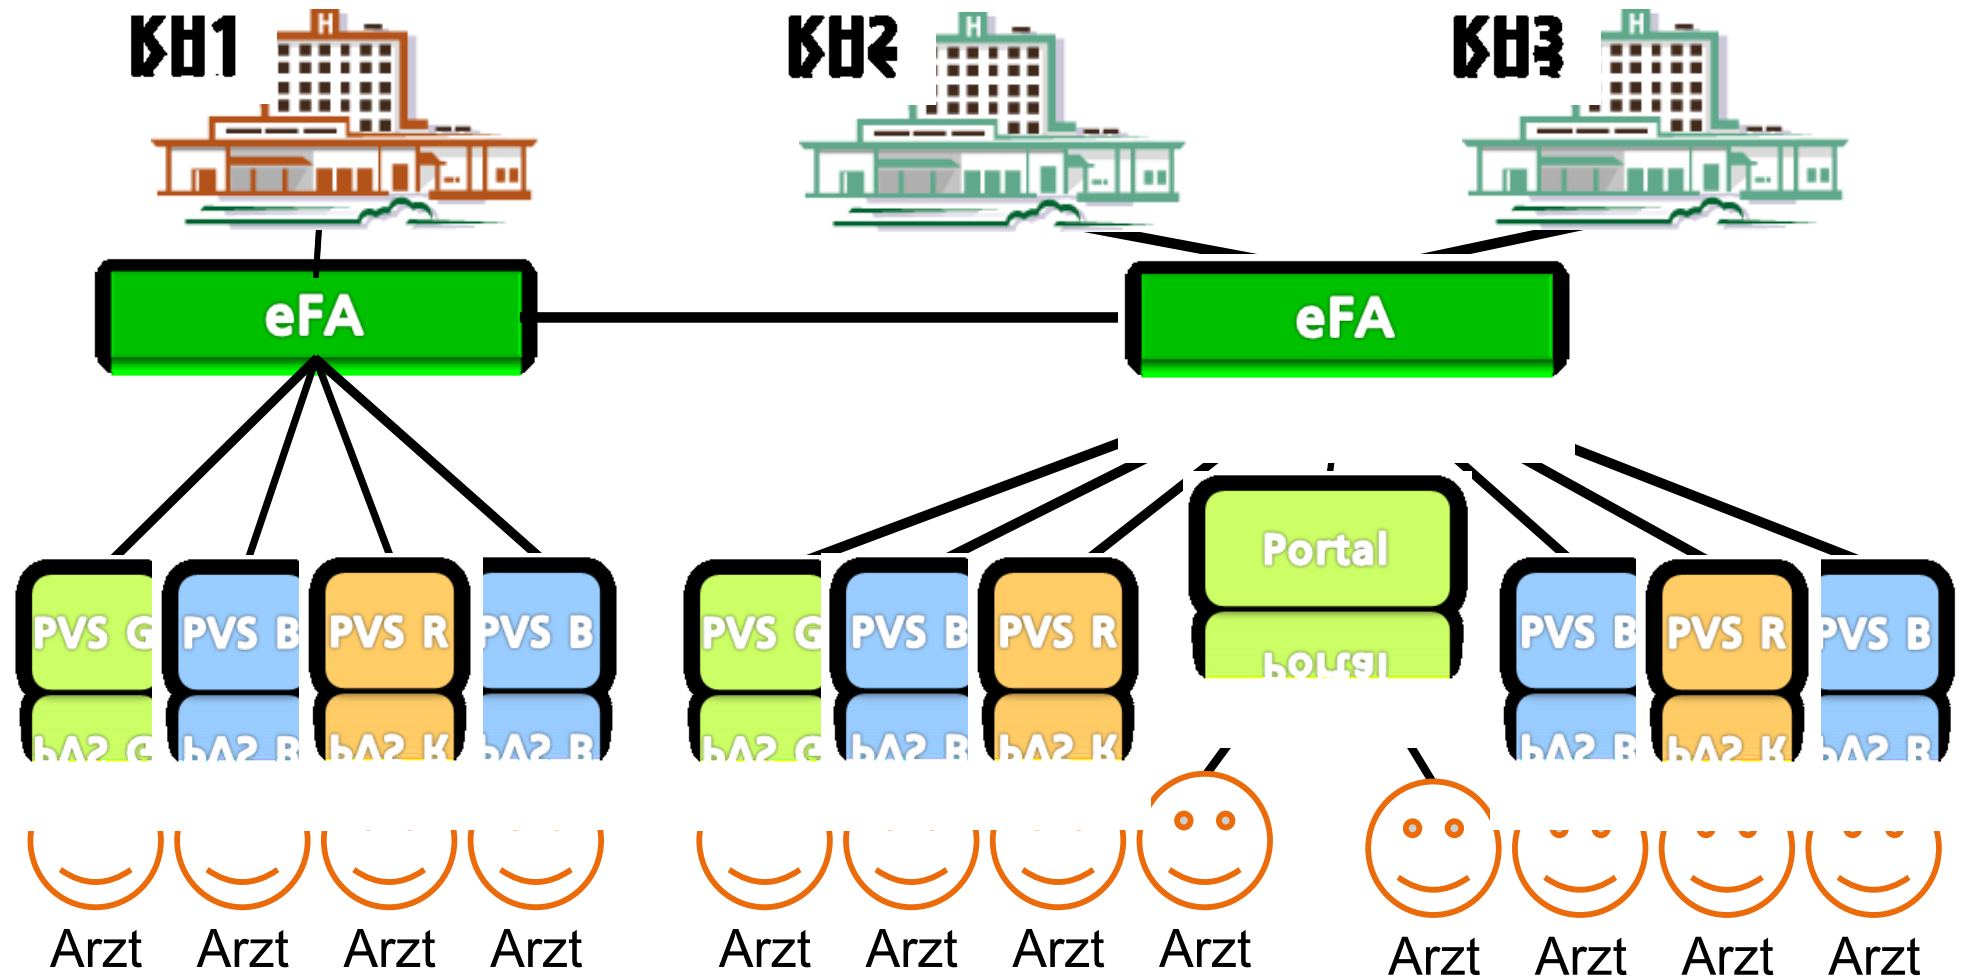 KH1 KH2 KH3
H H H
eFA eFA
Portal
PVS G PVS B PVS R PVS B PVS G PVS B PVS R PVS B PVS R PVS B
Arzt Arzt Arzt Arzt Arzt Arzt Arzt Arzt Arzt Arzt Arzt Arzt